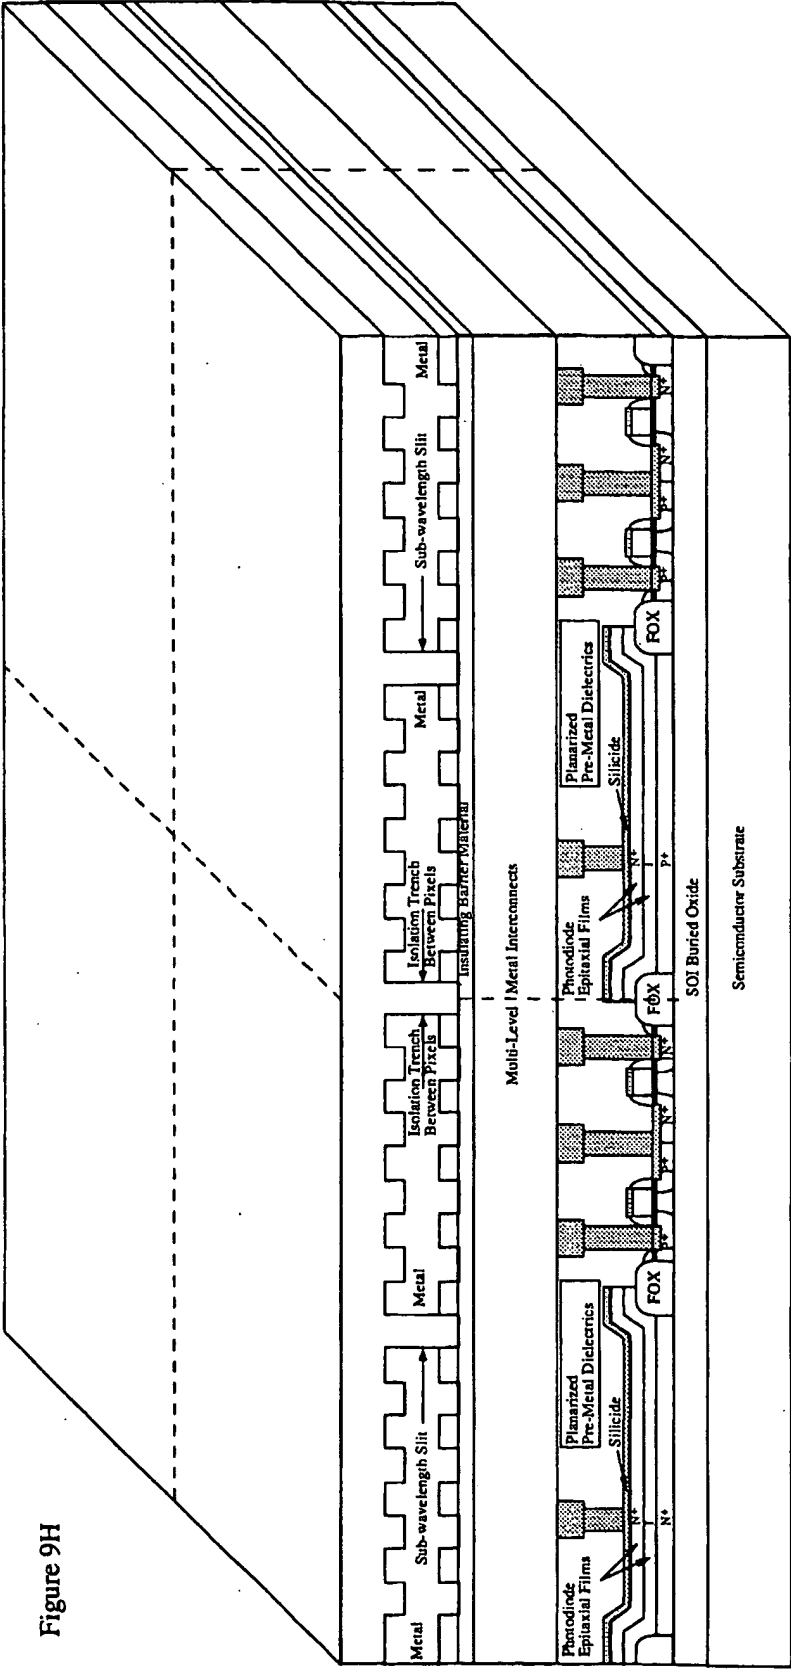 Figure 9H
Metal
Sub-wavelength Slit
Metal
Isolation Trench
Between Pixels
Isolation Trench
Between Pixels
Metal
Sub-wavelength Slit
Metal
Insulating Barrier Material
Multi-Level Metal Interconnects
Photodiode
Epitaxial Films
Planarized
Pre-Metal Dielectrics
Silicide
N+
N+
FOX
P+
P+
N+
N+
FOX
Photodiode
Epitaxial Films
Planarized
Pre-Metal Dielectrics
Silicide
N+
P+
FOX
P+
P+
N+
N+
SOI Buried Oxide
Semiconductor Substrate